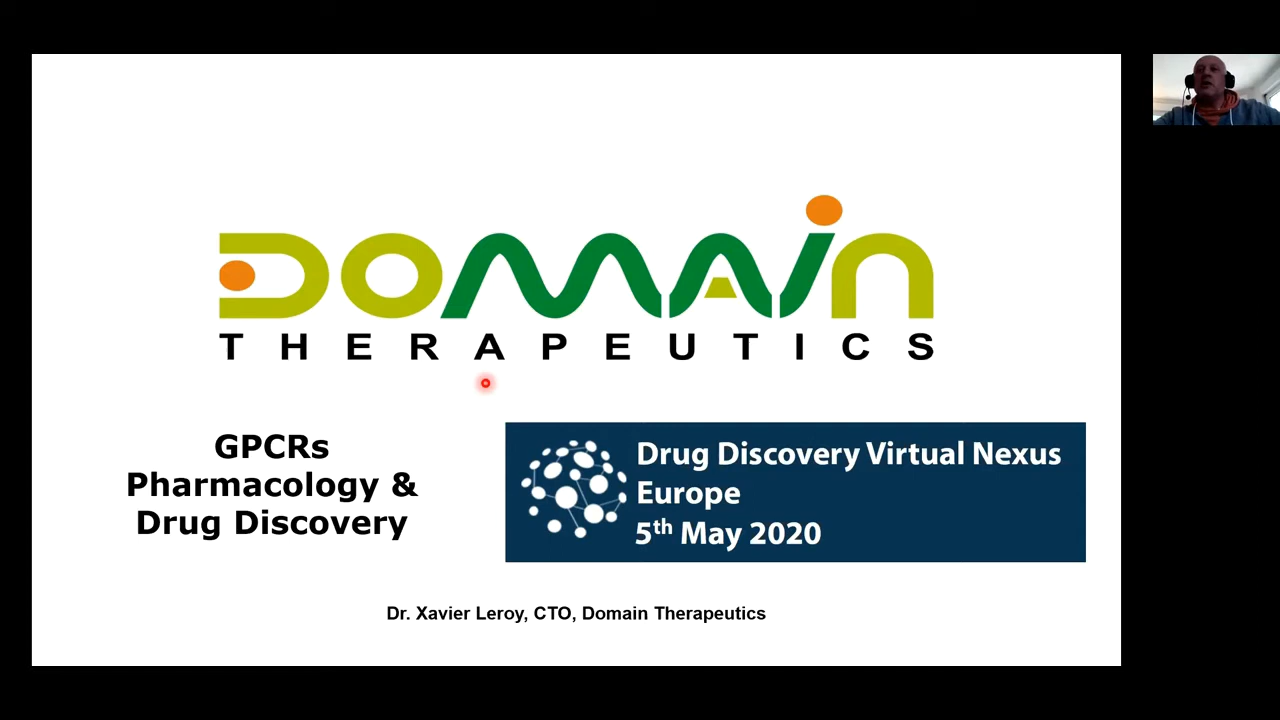 DOMAIN
THERAPEUTICS
GPCRs
Pharmacology &
Drug Discovery
Drug Discovery Virtual Nexus
Europe
5th May 2020
Dr. Xavier Leroy, CTO, Domain Therapeutics